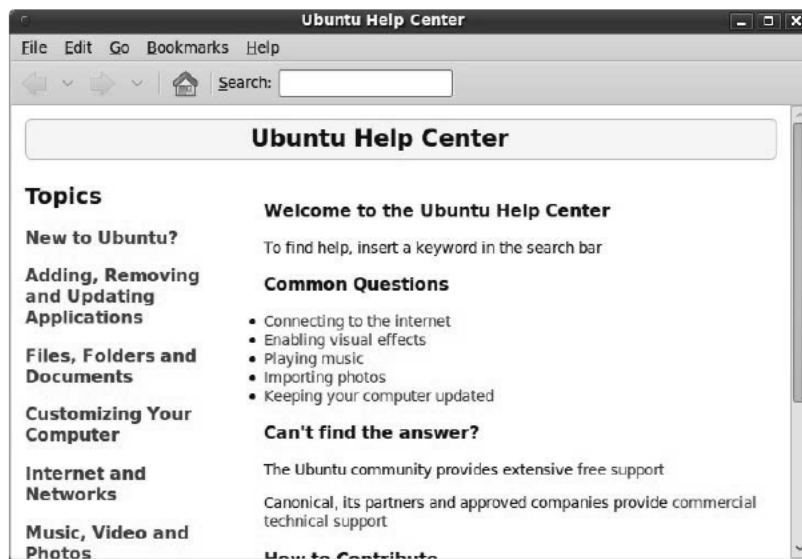 Ubuntu Help Center
File Edit Go Bookmarks Help
Search:
Ubuntu Help Center
Topics
New to Ubuntu?
Adding, Removing
and Updating
Applications
Files, Folders and
Documents
Customizing Your
Computer
Internet and
Networks
Music, Video and
Photos
Welcome to the Ubuntu Help Center
To find help, insert a keyword in the search bar
Common Questions
• Connecting to the internet
• Enabling visual effects
• Playing music
• Importing photos
• Keeping your computer updated
Can't find the answer?
The Ubuntu community provides extensive free support
Canonical, its partners and approved companies provide commercial
technical support
How to Contribute